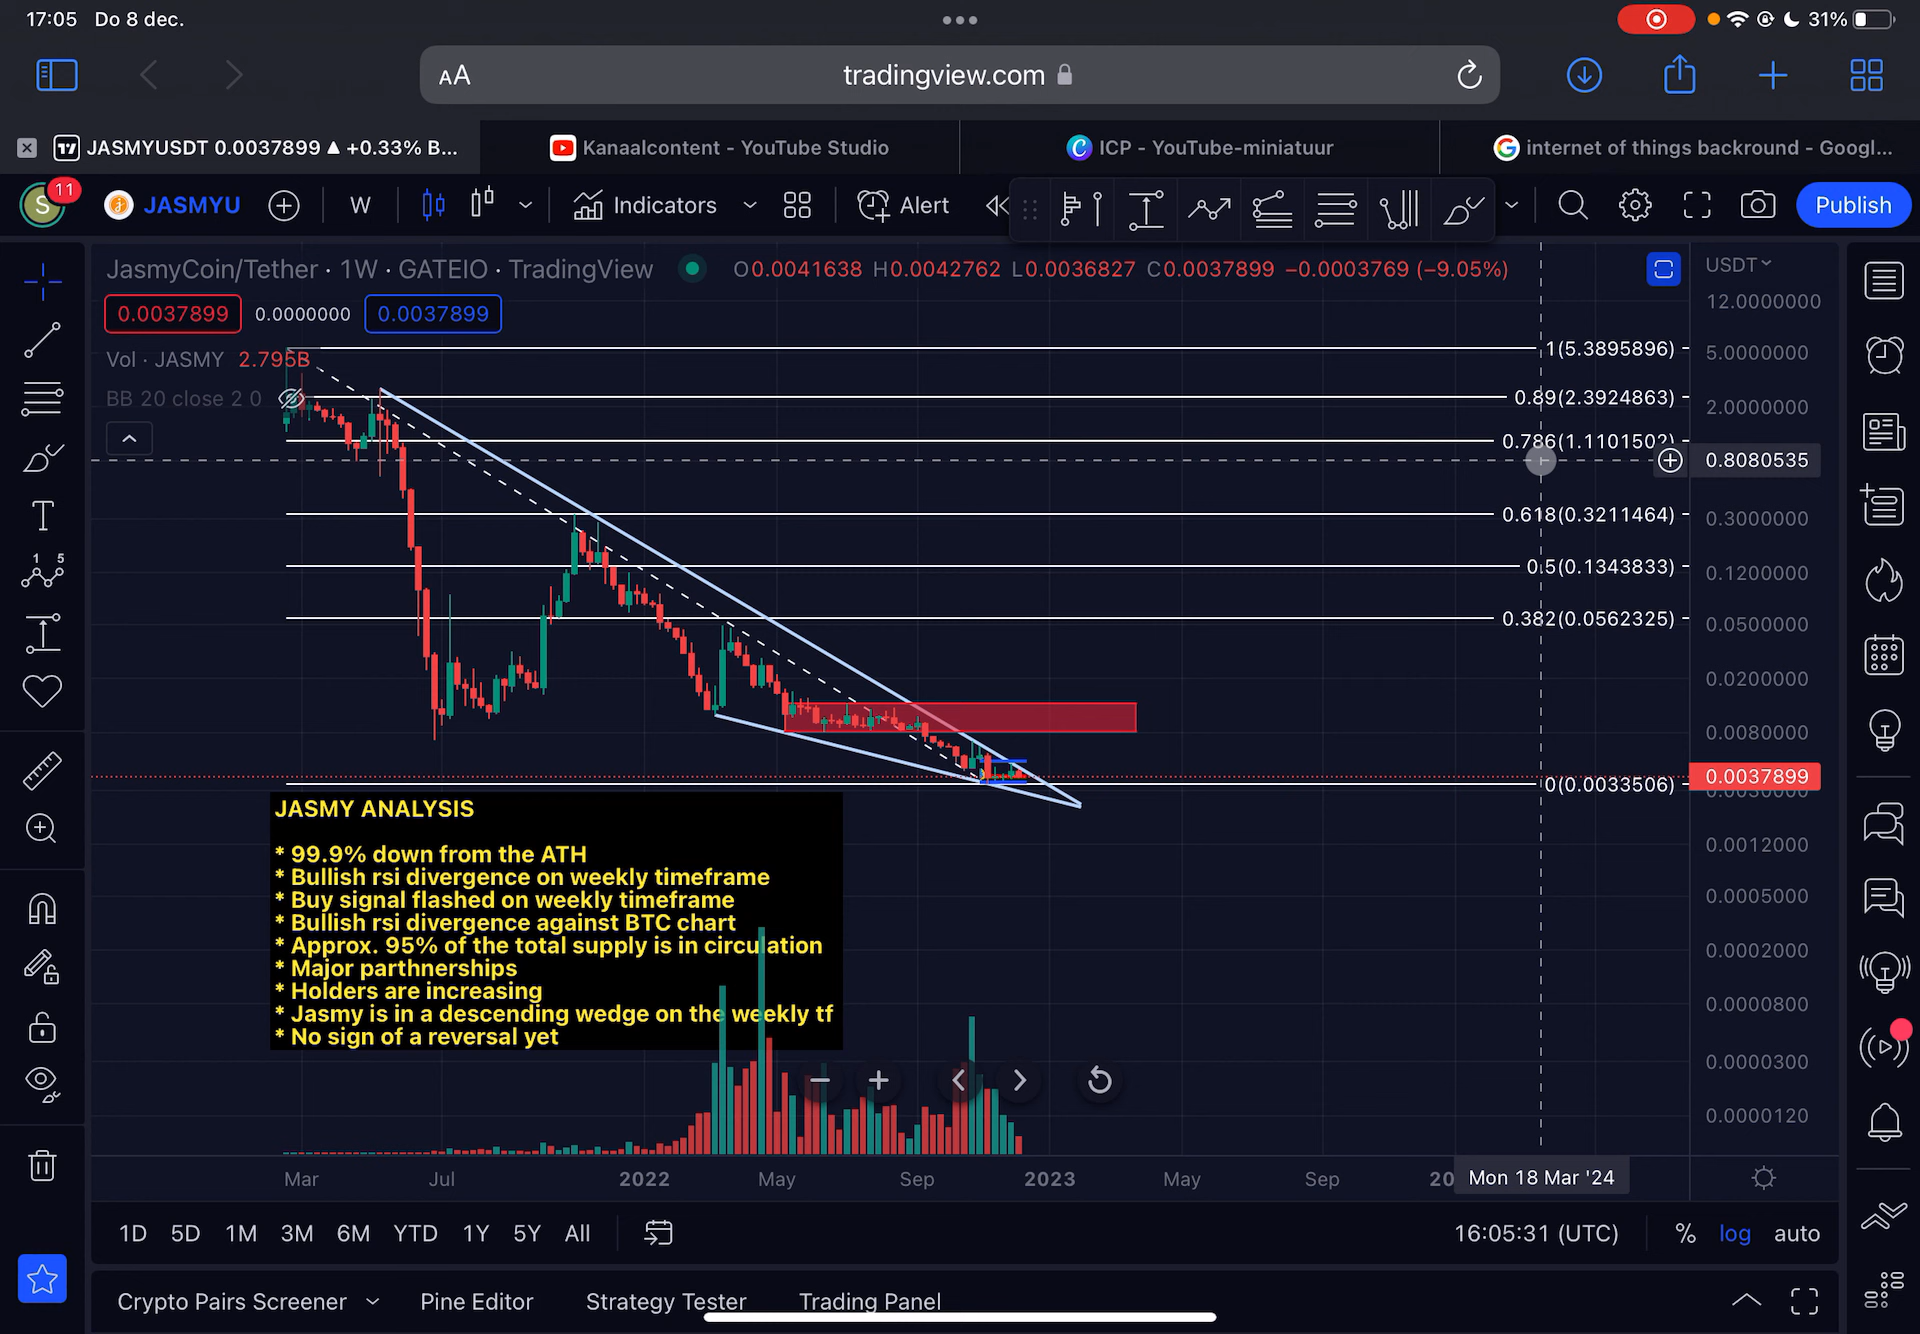 17:05 Do 8 dec.
31%
AA tradingview.com
JASMYUSDT 0.0037899 ▲ +0.33% B...
Kanaalcontent - YouTube Studio
ICP - YouTube-miniatuur
internet of things backround - Googl...
S 11 JASMYU W Indicators Alert Publish
JasmyCoin/Tether · 1W · GATEIO · TradingView O0.0041638 H0.0042762 L0.0036827 C0.0037899 −0.0003769 (−9.05%)
USDT
0.0037899 0.0000000 0.0037899
Vol · JASMY 2.795B
BB 20 close 2 0
12.0000000
1(5.3895896)
5.0000000
0.89(2.3924863)
2.0000000
0.786(1.1101502)
0.8080535
0.618(0.3211464)
0.3000000
0.5(0.1343833)
0.1200000
0.382(0.0562325)
0.0500000
0.0200000
0.0080000
0.0037899
0(0.0033506)
0.0030000
0.0012000
0.0005000
0.0002000
0.0000800
0.0000300
0.0000120
JASMY ANALYSIS
* 99.9% down from the ATH
* Bullish rsi divergence on weekly timeframe
* Buy signal flashed on weekly timeframe
* Bullish rsi divergence against BTC chart
* Approx. 95% of the total supply is in circulation
* Major parthnerships
* Holders are increasing
* Jasmy is in a descending wedge on the weekly tf
* No sign of a reversal yet
Mar Jul 2022 May Sep 2023 May Sep 20 Mon 18 Mar '24
1D 5D 1M 3M 6M YTD 1Y 5Y All
16:05:31 (UTC) % log auto
Crypto Pairs Screener Pine Editor Strategy Tester Trading Panel